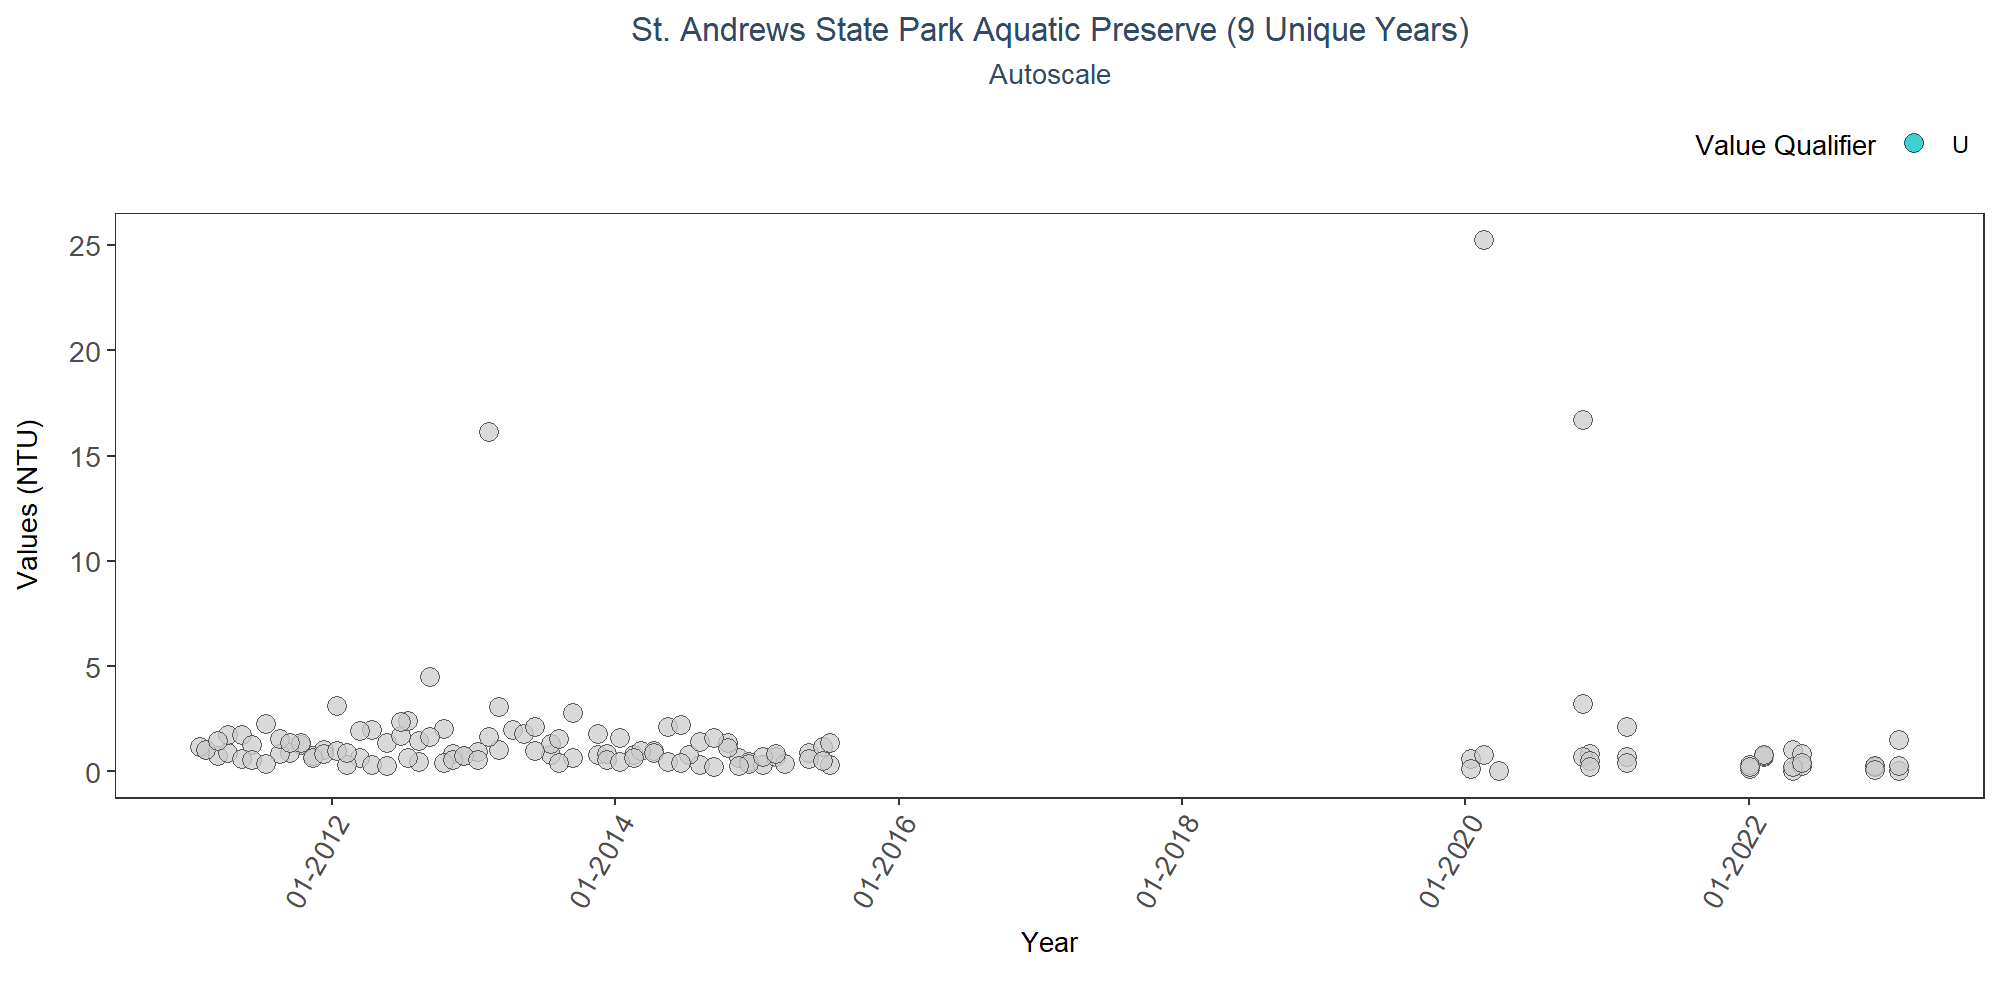 St. Andrews State Park Aquatic Preserve (9 Unique Years)
Autoscale
Value Qualifier U
25
20
15
10
5
0
Values (NTU)
01-2012 01-2014 01-2016 01-2018 01-2020 01-2022
Year